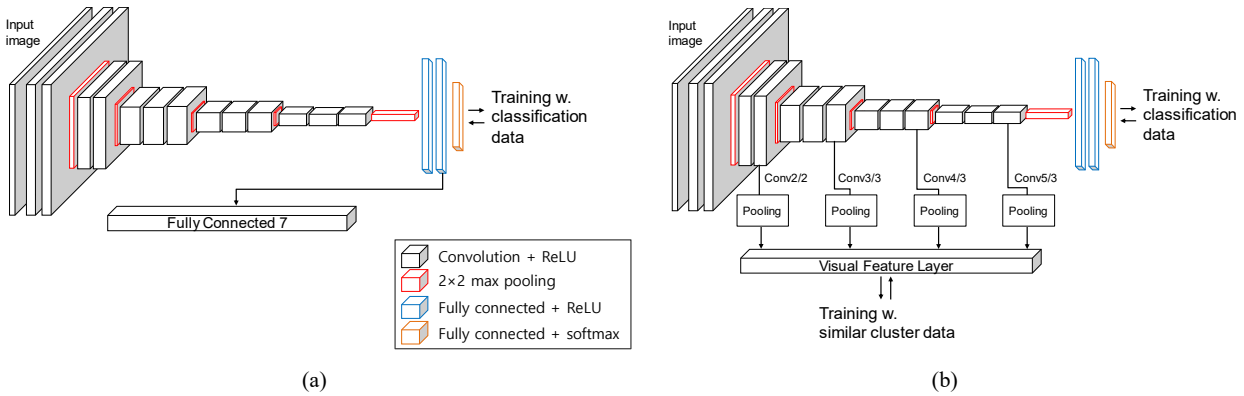 Input
image
Training w.
classification
data
Fully Connected 7
Convolution + ReLU
2×2 max pooling
Fully connected + ReLU
Fully connected + softmax
(a)
Input
image
Training w.
classification
data
Conv2/2
Conv3/3
Conv4/3
Conv5/3
Pooling
Pooling
Pooling
Pooling
Visual Feature Layer
Training w.
similar cluster data
(b)